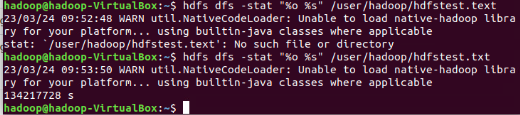 hadoop@hadoop-VirtualBox:~$ hdfs dfs -stat "%o %s" /user/hadoop/hdfstest.text
23/03/24 09:52:48 WARN util.NativeCodeLoader: Unable to load native-hadoop libra
ry for your platform... using builtin-java classes where applicable
stat: `/user/hadoop/hdfstest.text': No such file or directory
hadoop@hadoop-VirtualBox:~$ hdfs dfs -stat "%o %s" /user/hadoop/hdfstest.txt
23/03/24 09:53:50 WARN util.NativeCodeLoader: Unable to load native-hadoop libra
ry for your platform... using builtin-java classes where applicable
134217728 s
hadoop@hadoop-VirtualBox:~$